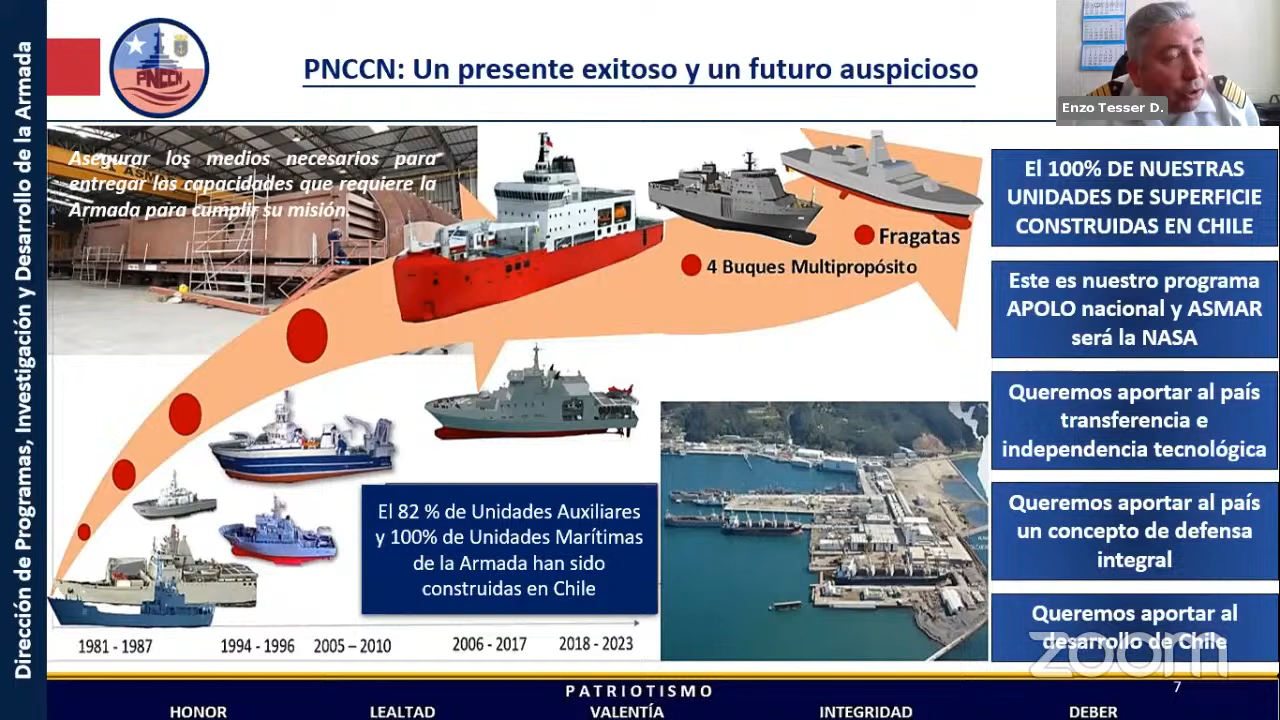 Dirección de Programas, Investigación y Desarrollo de la Armada
PNCCN
PNCCN: Un presente exitoso y un futuro auspicioso
Enzo Tesser D.
Asegurar los medios necesarios para
entregar las capacidades que requiere la
Armada para cumplir su misión.
Fragatas
4 Buques Multipropósito
El 82 % de Unidades Auxiliares
y 100% de Unidades Marítimas
de la Armada han sido
construidas en Chile
1981 - 1987
1994 - 1996
2005 – 2010
2006 - 2017
2018 - 2023
El 100% DE NUESTRAS
UNIDADES DE SUPERFICIE
CONSTRUIDAS EN CHILE
Este es nuestro programa
APOLO nacional y ASMAR
será la NASA
Queremos aportar al país
transferencia e
independencia tecnológica
Queremos aportar al país
un concepto de defensa
integral
Queremos aportar al
desarrollo de Chile
zoom
7
PATRIOTISMO
HONOR LEALTAD VALENTÍA INTEGRIDAD DEBER